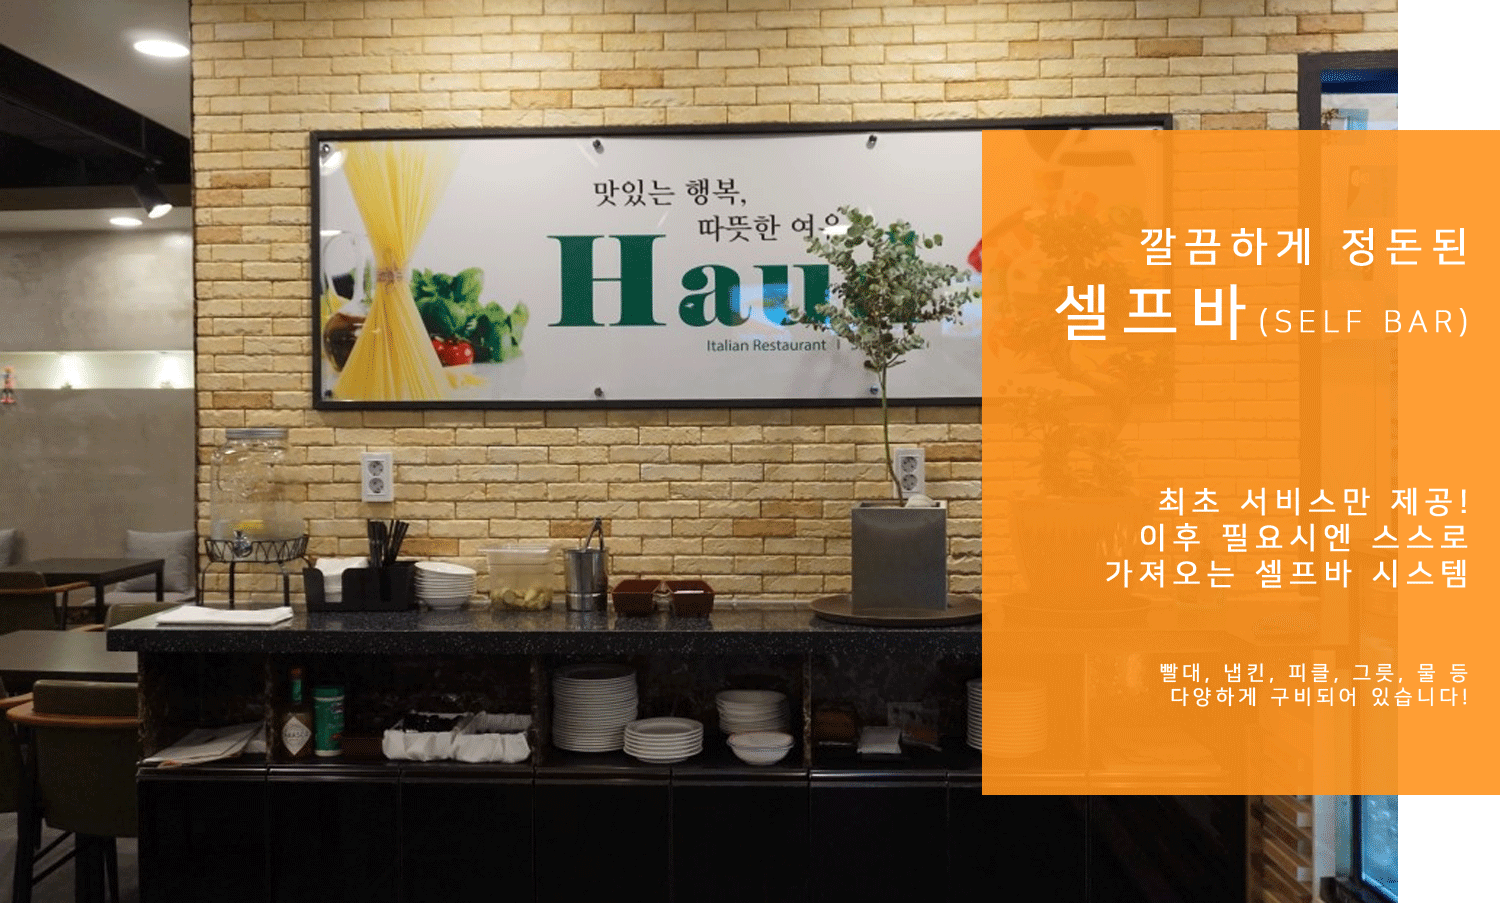 맛있는 행복,
따뜻한 여유
Italian Restaurant
깔끔하게 정돈된
셀프바(SELF BAR)
최초 서비스만 제공!
이후 필요시엔 스스로
가져오는 셀프바 시스템
빨대, 냅킨, 피클, 그릇, 물 등
다양하게 구비되어 있습니다!